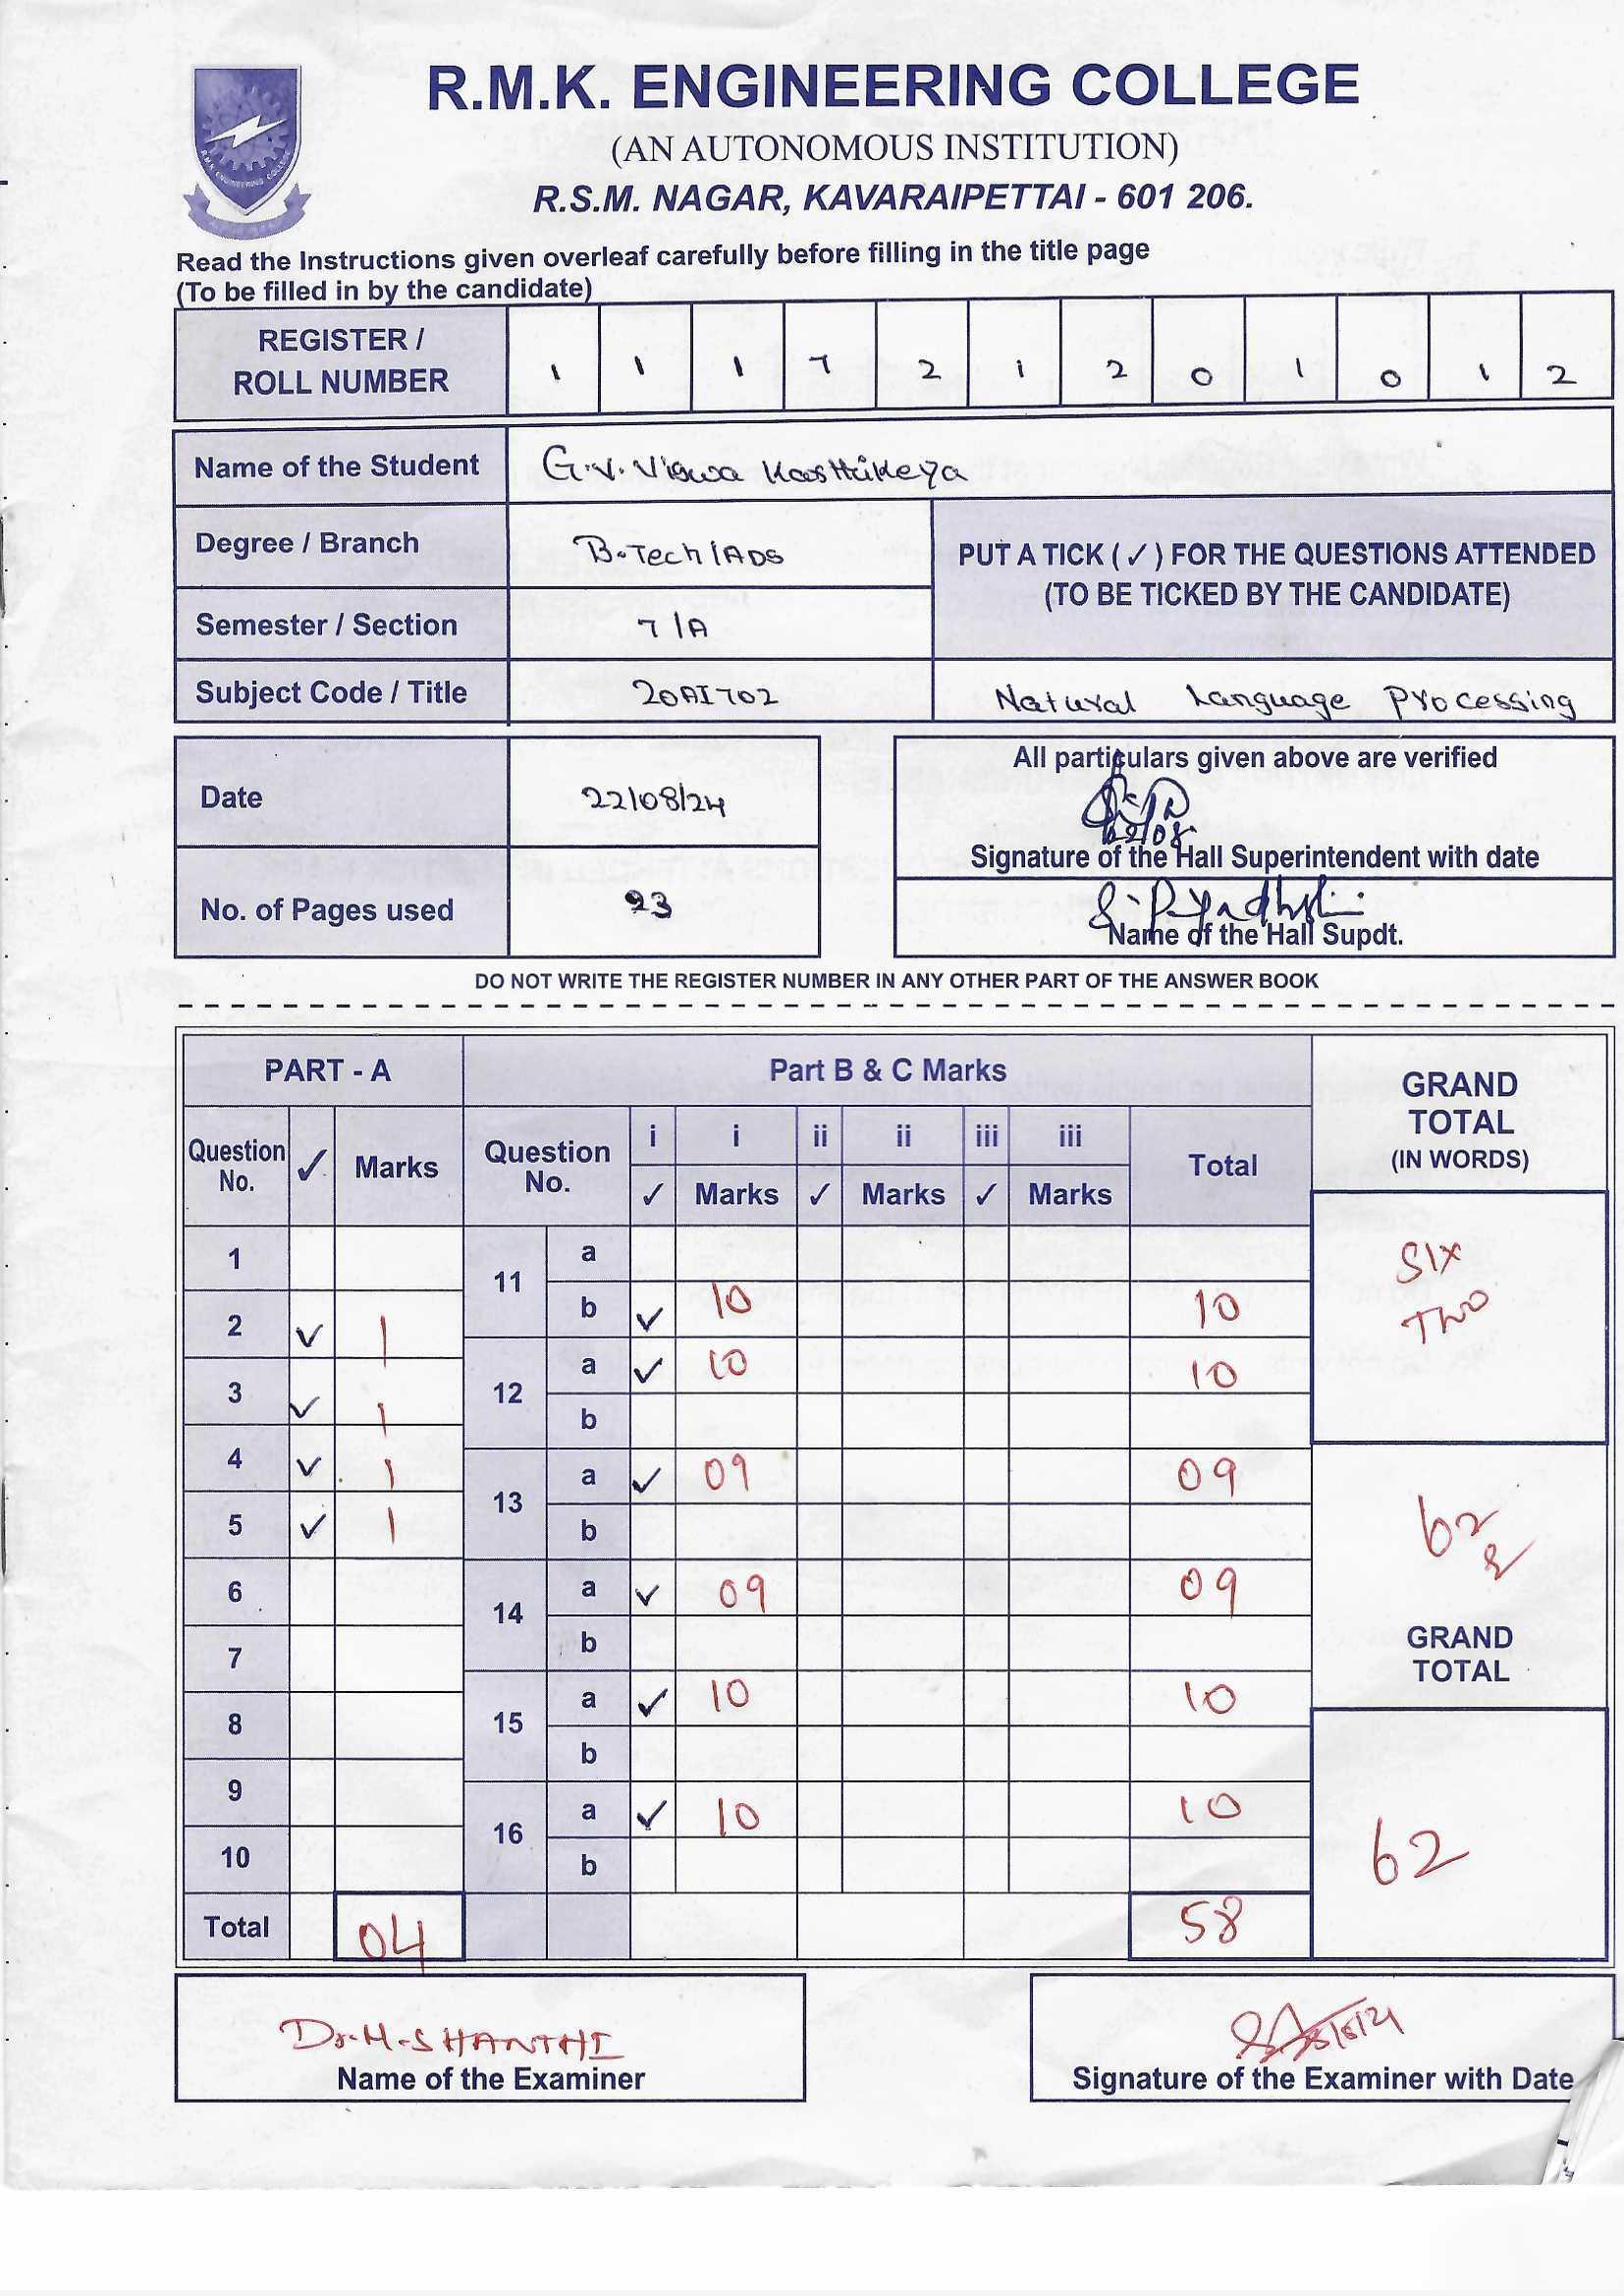 R.M.K. ENGINEERING COLLEGE
(AN AUTONOMOUS INSTITUTION)
R.S.M. NAGAR, KAVARAIPETTAI - 601 206.
R.M.K. ENGINEERING COLLEGE
Read the Instructions given overleaf carefully before filling in the title page
(To be filled in by the candidate)
REGISTER / ROLL NUMBER 1 1 1 7 2 1 2 0 1 0 1 2
Name of the Student G.V. Viswa Karthikeya
Degree / Branch B.Tech/ADS
PUT A TICK ( ✓ ) FOR THE QUESTIONS ATTENDED
(TO BE TICKED BY THE CANDIDATE)
Semester / Section 7/A
Subject Code / Title 20AI702 Natural Language Processing
Date 22/08/24
All particulars given above are verified
22/08
Signature of the Hall Superintendent with date
No. of Pages used 23
Name of the Hall Supdt.
DO NOT WRITE THE REGISTER NUMBER IN ANY OTHER PART OF THE ANSWER BOOK
PART - A
Question No. ✓ Marks
1
2 ✓ 1
3 ✓ 1
4 ✓ 1
5 ✓ 1
6
7
8
9
10
Total 04
Part B & C Marks
Question No. i i ii ii iii iii Total
✓ Marks ✓ Marks ✓ Marks
11 a
b ✓ 10 10
12 a ✓ 10 10
b
13 a ✓ 09 09
b
14 a ✓ 09 09
b
15 a ✓ 10 10
b
16 a ✓ 10 10
b
58
GRAND
TOTAL
(IN WORDS)
SIX
TWO
62
GRAND
TOTAL
62
Dr.M.SHANTHI
Name of the Examiner
Signature of the Examiner with Date